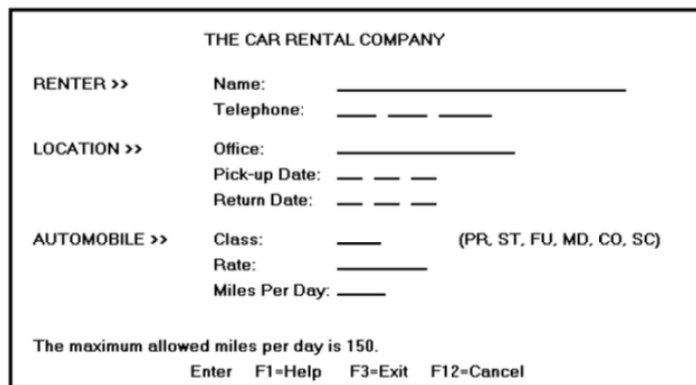 THE CAR RENTAL COMPANY
RENTER >> Name:
Telephone:
LOCATION >> Office:
Pick-up Date:
Return Date:
AUTOMOBILE >> Class: (PR, ST, FU, MD, CO, SC)
Rate:
Miles Per Day:
The maximum allowed miles per day is 150.
Enter F1=Help F3=Exit F12=Cancel